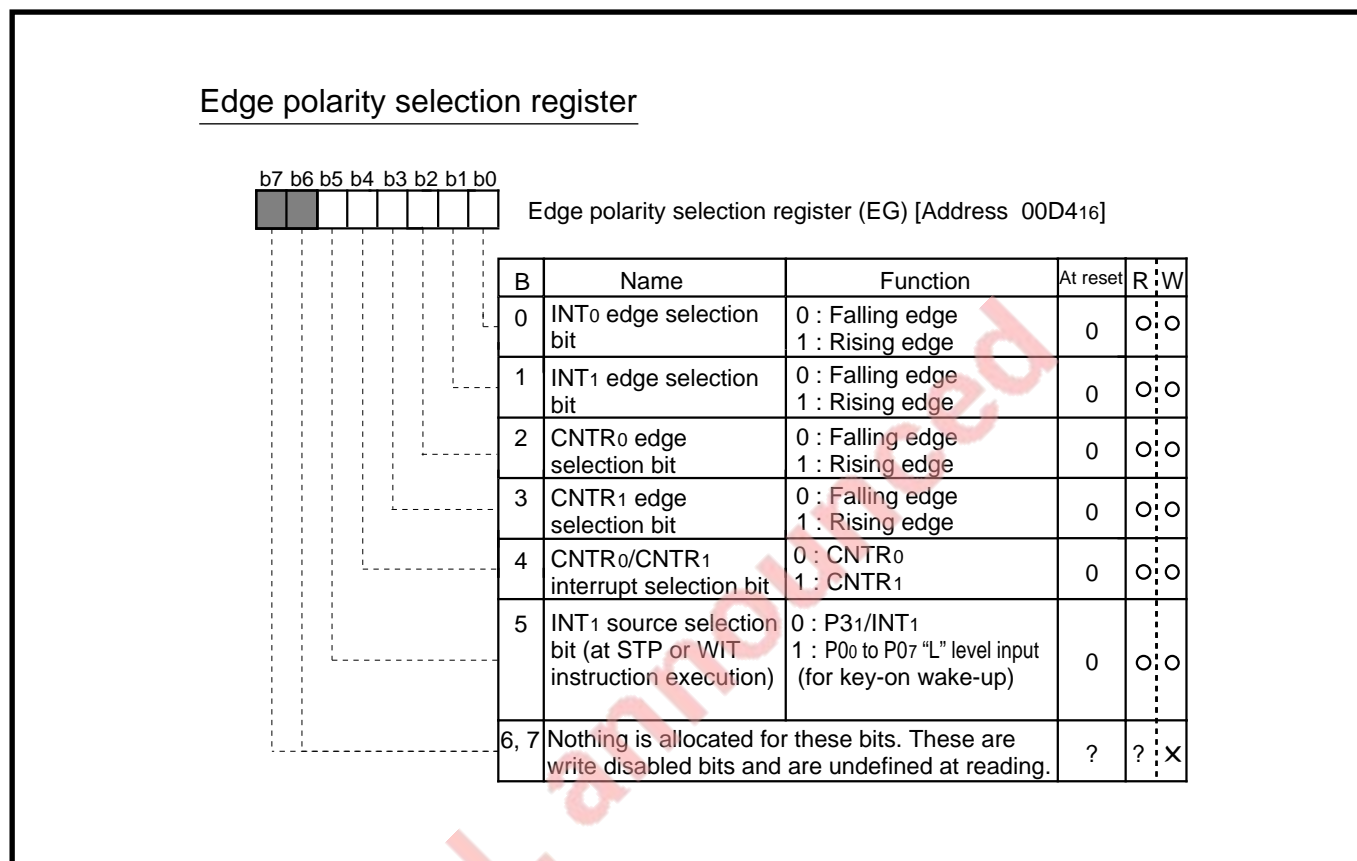 Edge polarity selection register
b7 b6 b5 b4 b3 b2 b1 b0
Edge polarity selection register (EG) [Address 00D416]
B Name Function At reset R W
0 INT0 edge selection bit 0 : Falling edge 1 : Rising edge 0 O O
1 INT1 edge selection bit 0 : Falling edge 1 : Rising edge 0 O O
2 CNTR0 edge selection bit 0 : Falling edge 1 : Rising edge 0 O O
3 CNTR1 edge selection bit 0 : Falling edge 1 : Rising edge 0 O O
4 CNTR0/CNTR1 interrupt selection bit 0 : CNTR0 1 : CNTR1 0 O O
5 INT1 source selection bit (at STP or WIT instruction execution) 0 : P31/INT1 1 : P00 to P07 “L” level input (for key-on wake-up) 0 O O
6, 7 Nothing is allocated for these bits. These are write disabled bits and are undefined at reading. ? ? X
announced